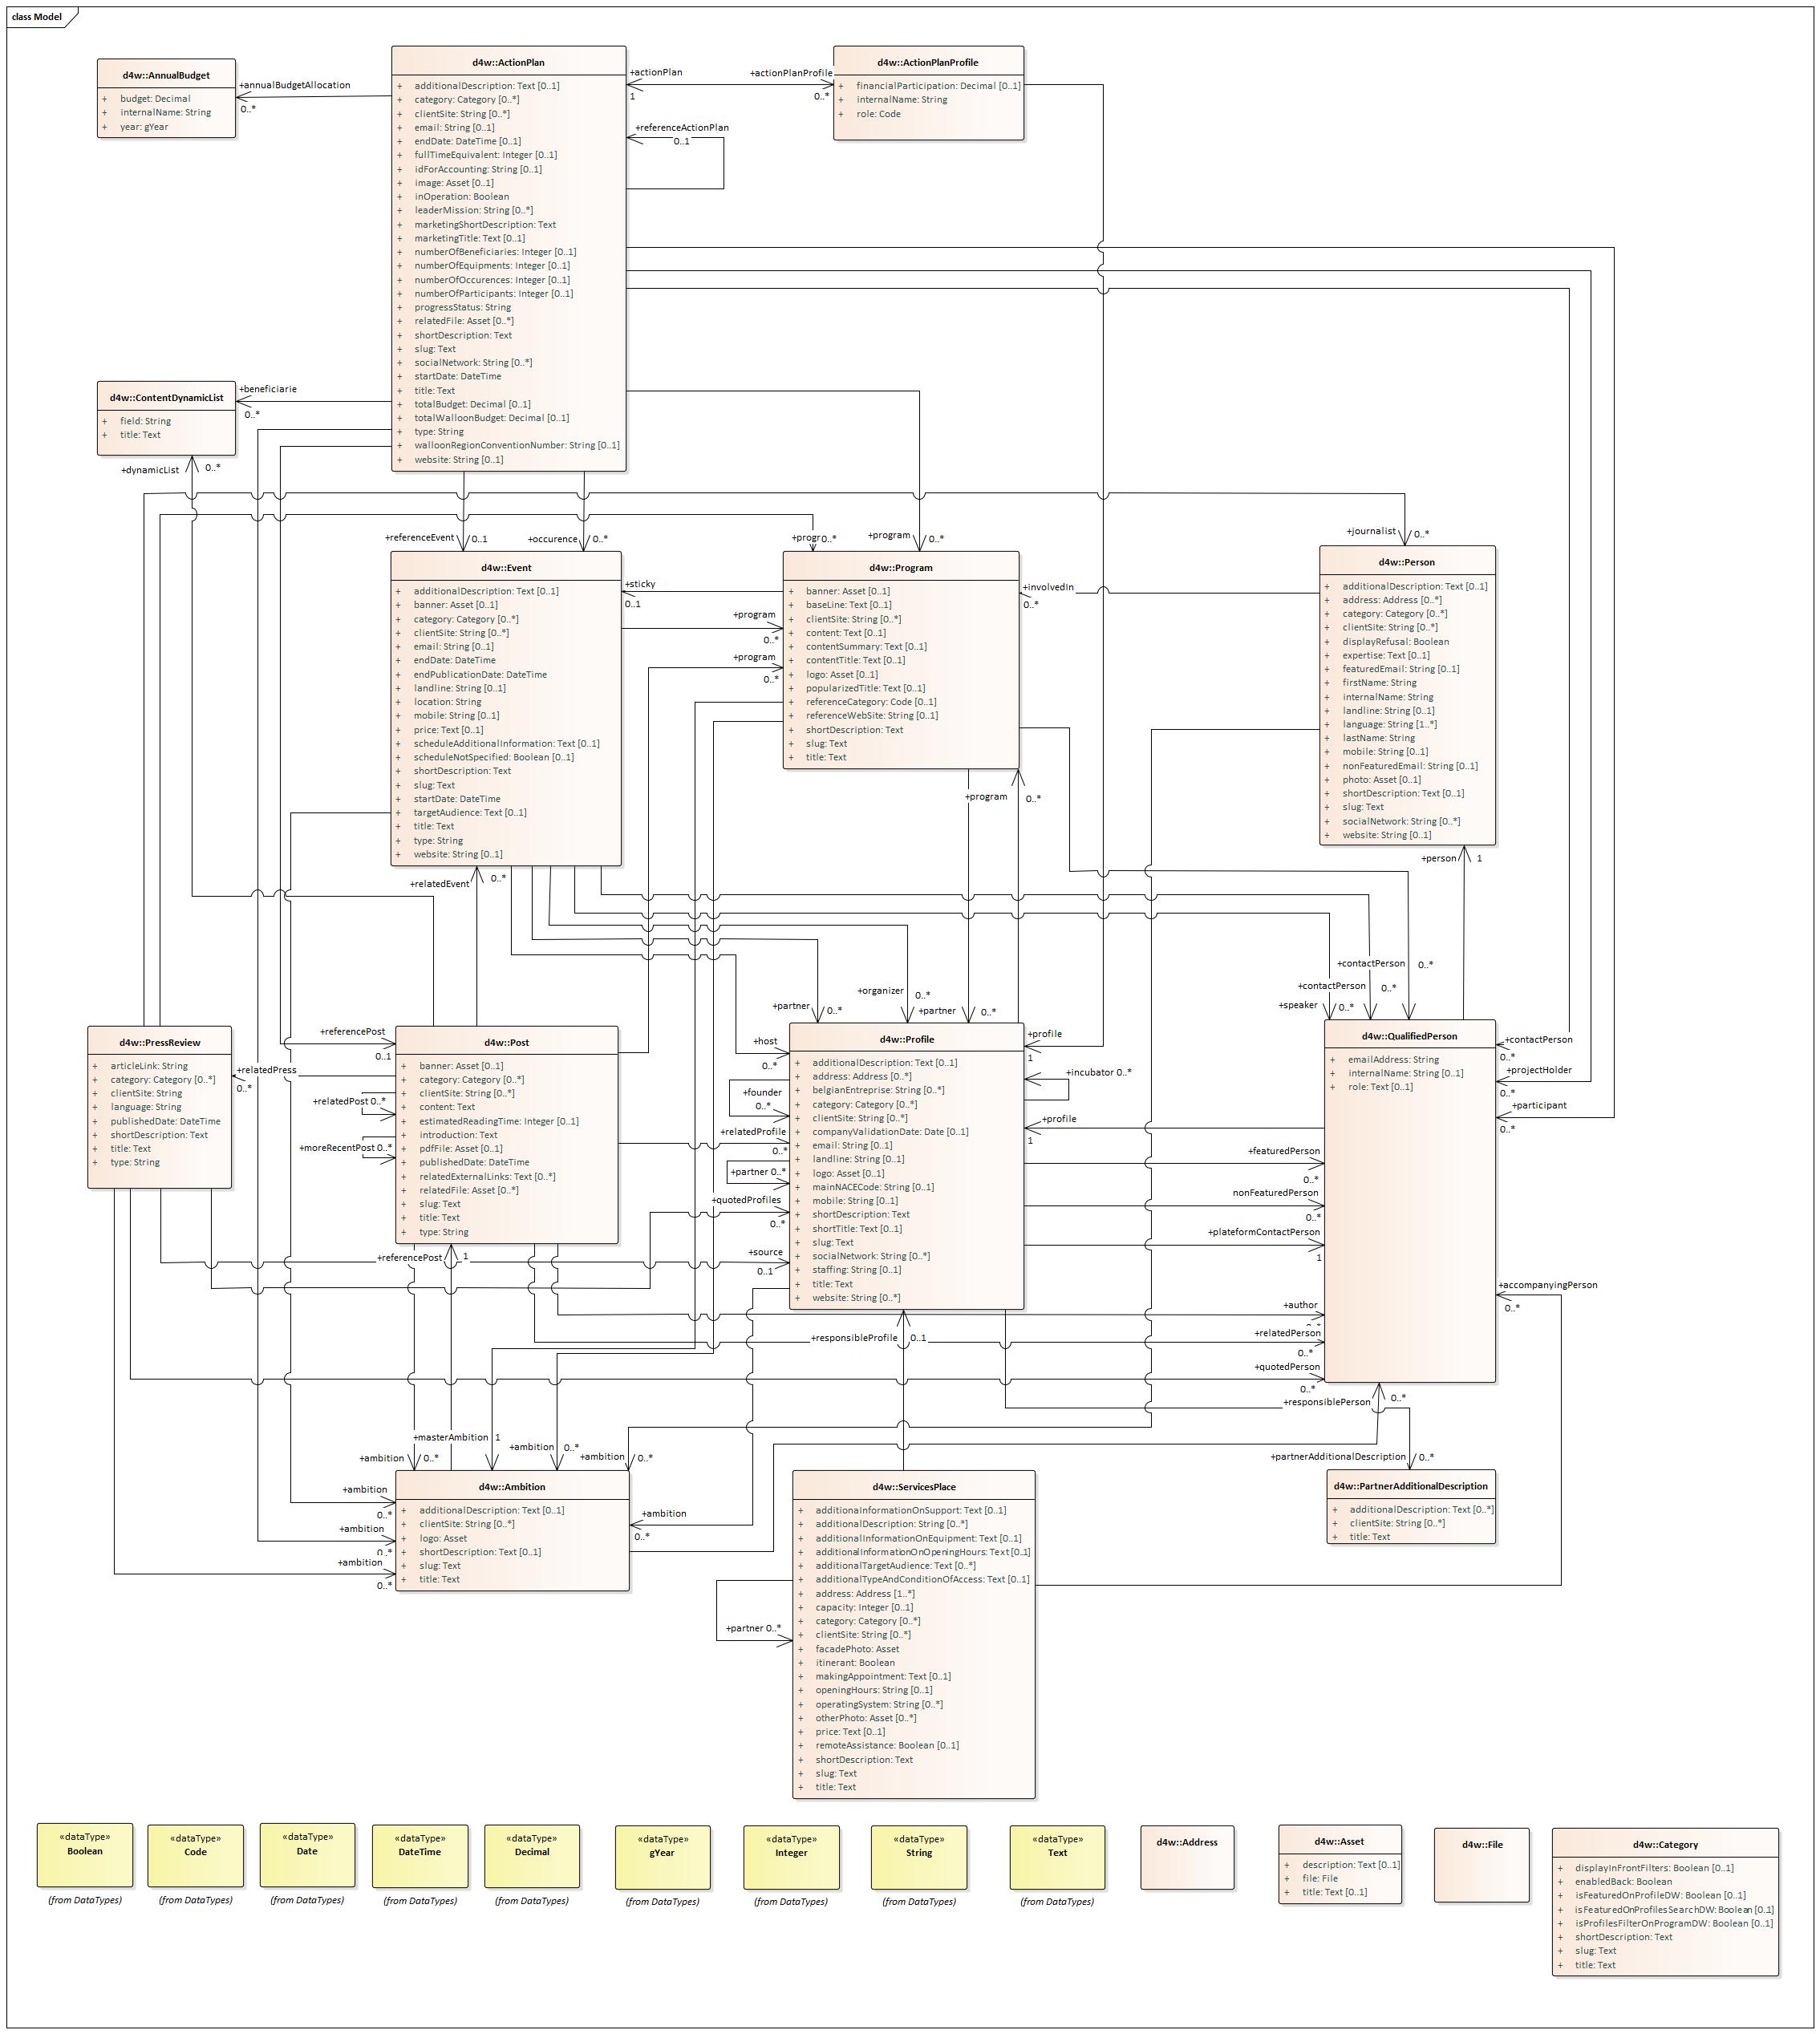 class Model
d4w::AnnualBudget
+ budget: Decimal
+ internalName: String
+ year: gYear
+annualBudgetAllocation
0..*
d4w::ActionPlan
+ additionalDescription: Text [0..1]
+ category: Category [0..*]
+ clientSite: String [0..*]
+ email: String [0..1]
+ endDate: DateTime [0..1]
+ fullTimeEquivalent: Integer [0..1]
+ idForAccounting: String [0..1]
+ image: Asset [0..1]
+ inOperation: Boolean
+ leaderMission: String [0..*]
+ marketingShortDescription: Text
+ marketingTitle: Text [0..1]
+ numberOfBeneficiaries: Integer [0..1]
+ numberOfEquipments: Integer [0..1]
+ numberOfOccurences: Integer [0..1]
+ numberOfParticipants: Integer [0..1]
+ progressStatus: String
+ relatedFile: Asset [0..*]
+ shortDescription: Text
+ slug: Text
+ socialNetwork: String [0..*]
+ startDate: DateTime
+ title: Text
+ totalBudget: Decimal [0..1]
+ totalWalloonBudget: Decimal [0..1]
+ type: String
+ walloonRegionConventionNumber: String [0..1]
+ website: String [0..1]
+actionPlan
1
+actionPlanProfile
0..*
+referenceActionPlan
0..1
d4w::ActionPlanProfile
+ financialParticipation: Decimal [0..1]
+ internalName: String
+ role: Code
d4w::ContentDynamicList
+ field: String
+ title: Text
+beneficiarie
0..*
+dynamicList
0..*
+referenceEvent
0..1
+occurence
0..*
+progr
0..*
+program
0..*
+journalist
0..*
d4w::Event
+ additionalDescription: Text [0..1]
+ banner: Asset [0..1]
+ category: Category [0..*]
+ clientSite: String [0..*]
+ email: String [0..1]
+ endDate: DateTime
+ endPublicationDate: DateTime
+ landline: String [0..1]
+ location: String
+ mobile: String [0..1]
+ price: Text [0..1]
+ scheduleAdditionalInformation: Text [0..1]
+ scheduleNotSpecified: Boolean [0..1]
+ shortDescription: Text
+ slug: Text
+ startDate: DateTime
+ targetAudience: Text [0..1]
+ title: Text
+ type: String
+ website: String [0..1]
+sticky
0..1
+program
0..*
+program
0..*
d4w::Program
+ banner: Asset [0..1]
+ baseLine: Text [0..1]
+ clientSite: String [0..*]
+ content: Text [0..1]
+ contentSummary: Text [0..1]
+ contentTitle: Text [0..1]
+ logo: Asset [0..1]
+ popularizedTitle: Text [0..1]
+ referenceCategory: Code [0..1]
+ referenceWebSite: String [0..1]
+ shortDescription: Text
+ slug: Text
+ title: Text
+involvedIn
0..*
+program
0..*
d4w::Person
+ additionalDescription: Text [0..1]
+ address: Address [0..*]
+ category: Category [0..*]
+ clientSite: String [0..*]
+ displayRefusal: Boolean
+ expertise: Text [0..1]
+ featuredEmail: String [0..1]
+ firstName: String
+ internalName: String
+ landline: String [0..1]
+ language: String [1..*]
+ lastName: String
+ mobile: String [0..1]
+ nonFeaturedEmail: String [0..1]
+ photo: Asset [0..1]
+ shortDescription: Text [0..1]
+ slug: Text
+ socialNetwork: String [0..*]
+ website: String [0..1]
+person
1
+relatedEvent
0..*
+partner
0..*
+organizer
0..*
+partner
0..*
+contactPerson
0..*
+contactPerson
0..*
+speaker
0..*
d4w::PressReview
+ articleLink: String
+ category: Category [0..*]
+ clientSite: String
+ language: String
+ publishedDate: DateTime
+ shortDescription: Text
+ title: Text
+ type: String
+referencePost
0..1
+relatedPress
0..*
+relatedPost 0..*
+moreRecentPost 0..*
d4w::Post
+ banner: Asset [0..1]
+ category: Category [0..*]
+ clientSite: String [0..*]
+ content: Text
+ estimatedReadingTime: Integer [0..1]
+ introduction: Text
+ pdfFile: Asset [0..1]
+ publishedDate: DateTime
+ relatedExternalLinks: Text [0..*]
+ relatedFile: Asset [0..*]
+ slug: Text
+ title: Text
+ type: String
+host
0..*
+founder
0..*
+relatedProfile
0..*
+partner 0..*
+quotedProfiles
0..*
+source
0..1
d4w::Profile
+ additionalDescription: Text [0..1]
+ address: Address [0..*]
+ belgianEntreprise: String [0..*]
+ category: Category [0..*]
+ clientSite: String [0..*]
+ companyValidationDate: Date [0..1]
+ email: String [0..1]
+ landline: String [0..1]
+ logo: Asset [0..1]
+ mainNACECode: String [0..1]
+ mobile: String [0..1]
+ shortDescription: Text
+ shortTitle: Text [0..1]
+ slug: Text
+ socialNetwork: String [0..*]
+ staffing: String [0..1]
+ title: Text
+ website: String [0..*]
+profile
1
+incubator 0..*
+profile
1
+featuredPerson
0..*
nonFeaturedPerson
0..*
+plateformContactPerson
1
+author
+relatedPerson
0..*
+quotedPerson
0..*
d4w::QualifiedPerson
+ emailAddress: String
+ internalName: String [0..1]
+ role: Text [0..1]
+contactPerson
0..*
+projectHolder
0..*
+participant
0..*
+accompanyingPerson
0..*
+referencePost
1
+responsibleProfile
0..1
+responsiblePerson
0..*
+partnerAdditionalDescription
0..*
+ambition
0..*
+masterAmbition
1
+ambition
0..*
+ambition
0..*
+ambition
0..*
+ambition
+ambition
0..*
+ambition
0..*
d4w::Ambition
+ additionalDescription: Text [0..1]
+ clientSite: String [0..*]
+ logo: Asset
+ shortDescription: Text [0..1]
+ slug: Text
+ title: Text
d4w::ServicesPlace
+ additionaInformationOnSupport: Text [0..1]
+ additionalDescription: String [0..*]
+ additionalInformationOnEquipment: Text [0..1]
+ additionalInformationOnOpeningHours: Text [0..1]
+ additionalTargetAudience: Text [0..*]
+ additionalTypeAndConditionOfAccess: Text [0..1]
+ address: Address [1..*]
+ capacity: Integer [0..1]
+ category: Category [0..*]
+ clientSite: String [0..*]
+ facadePhoto: Asset
+ itinerant: Boolean
+ makingAppointment: Text [0..1]
+ openingHours: String [0..1]
+ operatingSystem: String [0..*]
+ otherPhoto: Asset [0..*]
+ price: Text [0..1]
+ remoteAssistance: Boolean [0..1]
+ shortDescription: Text
+ slug: Text
+ title: Text
+partner 0..*
d4w::PartnerAdditionalDescription
+ additionalDescription: Text [0..*]
+ clientSite: String [0..*]
+ title: Text
«dataType»
Boolean
(from DataTypes)
«dataType»
Code
(from DataTypes)
«dataType»
Date
(from DataTypes)
«dataType»
DateTime
(from DataTypes)
«dataType»
Decimal
(from DataTypes)
«dataType»
gYear
(from DataTypes)
«dataType»
Integer
(from DataTypes)
«dataType»
String
(from DataTypes)
«dataType»
Text
(from DataTypes)
d4w::Address
d4w::Asset
+ description: Text [0..1]
+ file: File
+ title: Text [0..1]
d4w::File
d4w::Category
+ displayInFrontFilters: Boolean [0..1]
+ enabledBack: Boolean
+ isFeaturedOnProfileDW: Boolean [0..1]
+ isFeaturedOnProfilesSearchDW: Boolean [0..1]
+ isProfilesFilterOnProgramDW: Boolean [0..1]
+ shortDescription: Text
+ slug: Text
+ title: Text